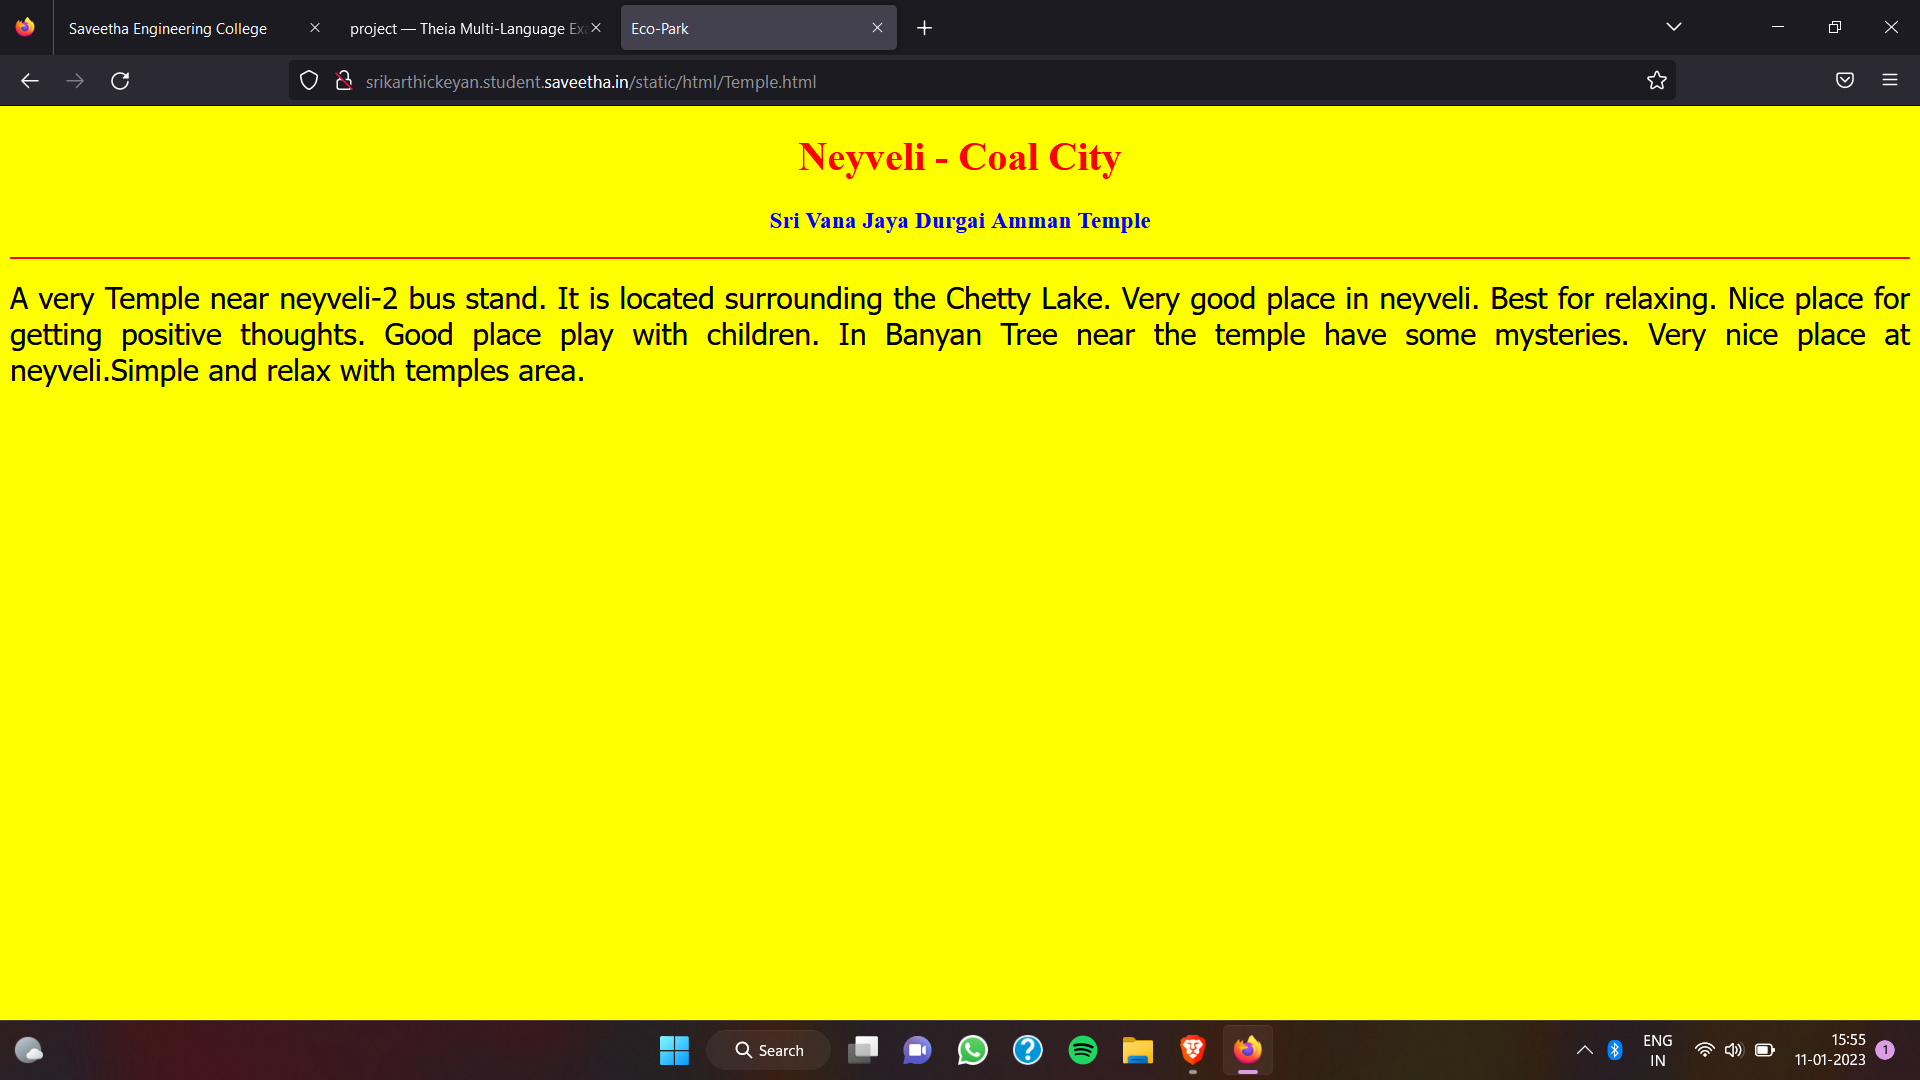 Saveetha Engineering College
project — Theia Multi-Language Exa
Eco-Park
srikarthickeyan.student.saveetha.in/static/html/Temple.html
Neyveli - Coal City
Sri Vana Jaya Durgai Amman Temple
A very Temple near neyveli-2 bus stand. It is located surrounding the Chetty Lake. Very good place in neyveli. Best for relaxing. Nice place for
getting positive thoughts. Good place play with children. In Banyan Tree near the temple have some mysteries. Very nice place at
neyveli.Simple and relax with temples area.
Search
ENG
IN
15:55
11-01-2023
1